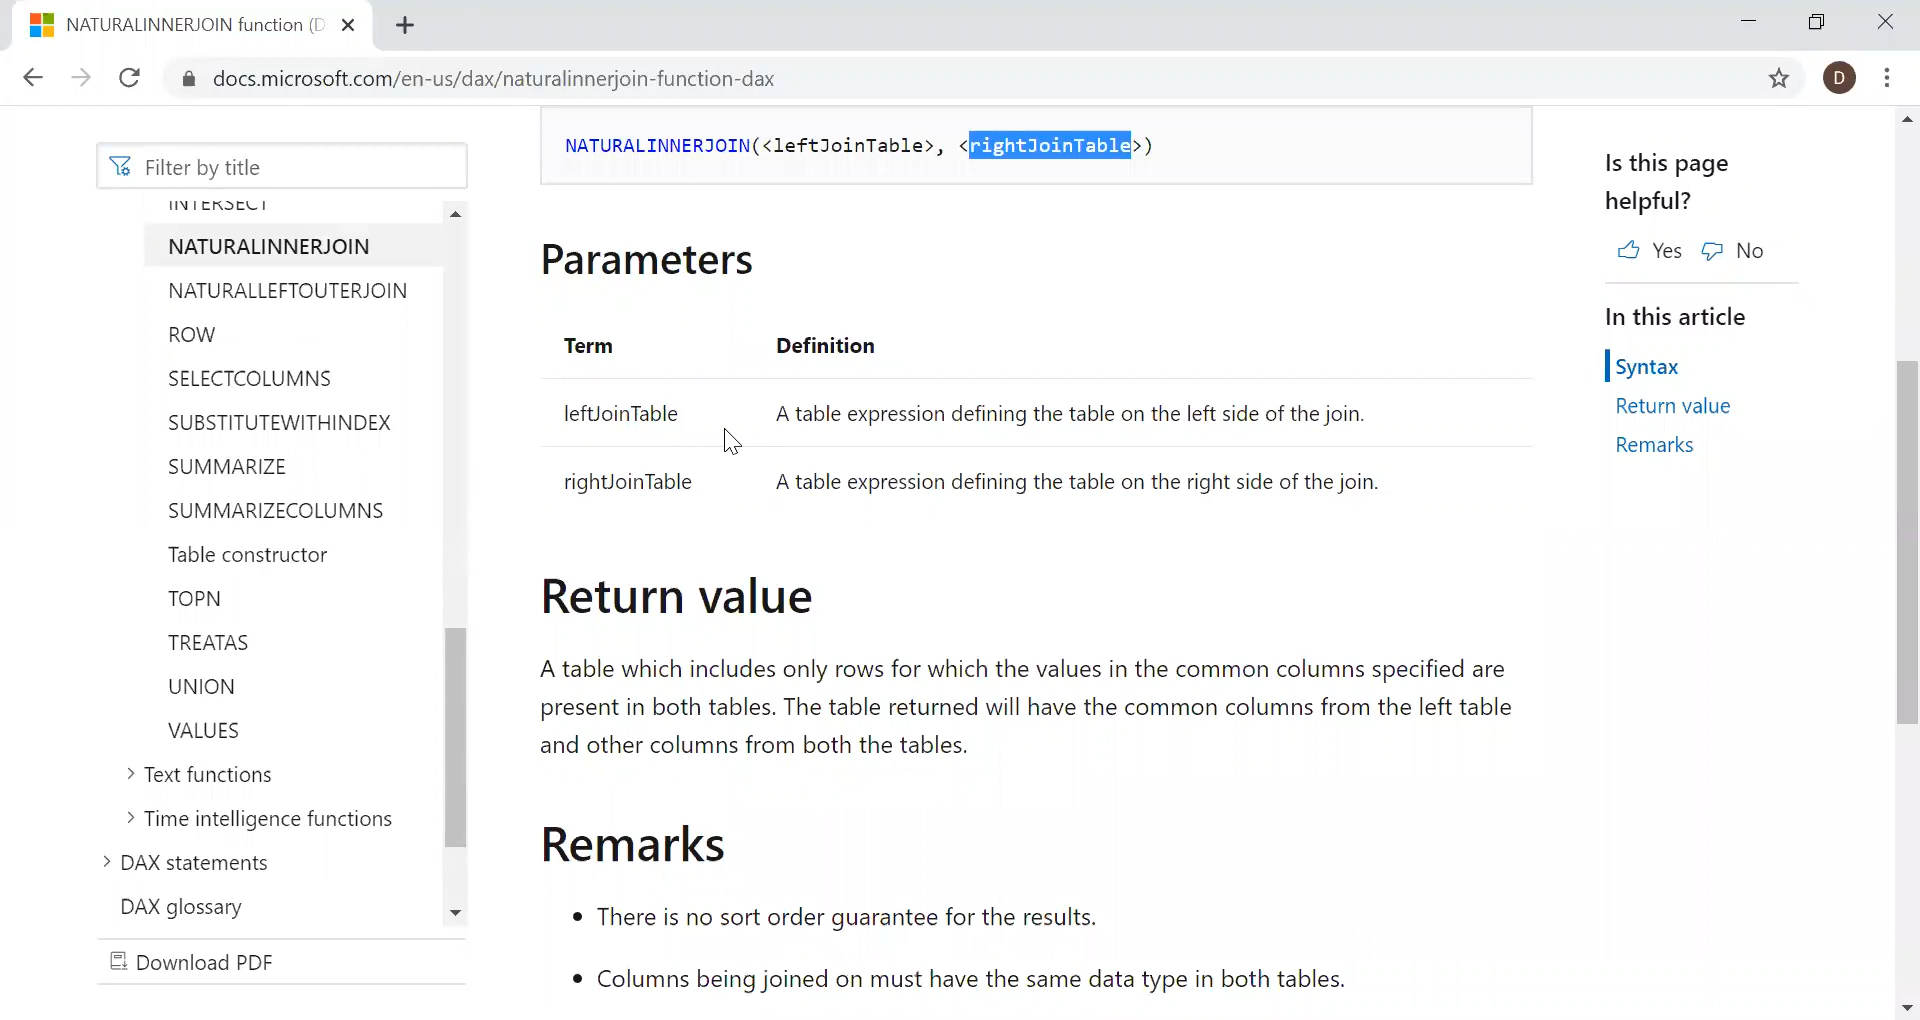 NATURALINNERJOIN function (D
docs.microsoft.com/en-us/dax/naturalinnerjoin-function-dax
D
Filter by title
INTERSECT
NATURALINNERJOIN
NATURALLEFTOUTERJOIN
ROW
SELECTCOLUMNS
SUBSTITUTEWITHINDEX
SUMMARIZE
SUMMARIZECOLUMNS
Table constructor
TOPN
TREATAS
UNION
VALUES
Text functions
Time intelligence functions
DAX statements
DAX glossary
Download PDF
NATURALINNERJOIN(<leftJoinTable>, <rightJoinTable>)
Parameters
Term Definition
leftJoinTable A table expression defining the table on the left side of the join.
rightJoinTable A table expression defining the table on the right side of the join.
Return value
A table which includes only rows for which the values in the common columns specified are
present in both tables. The table returned will have the common columns from the left table
and other columns from both the tables.
Remarks
• There is no sort order guarantee for the results.
• Columns being joined on must have the same data type in both tables.
Is this page
helpful?
Yes No
In this article
Syntax
Return value
Remarks